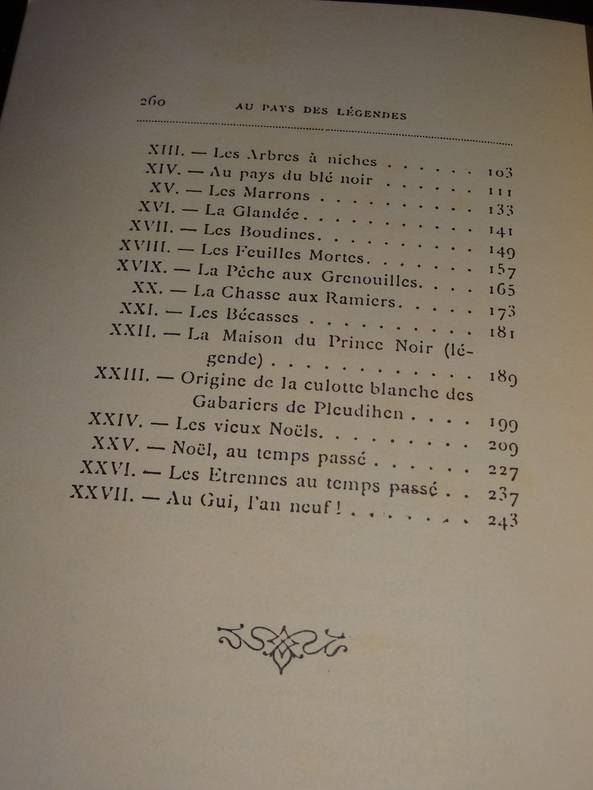 260 AU PAYS DES LÉGENDES
XIII. — Les Arbres à niches . . . . . . 103
XIV. — Au pays du blé noir . . . . . . 111
XV. — Les Marrons . . . . . . . . . . 133
XVI. — La Glandée. . . . . . . . . . . 141
XVII. — Les Boudines. . . . . . . . . . 149
XVIII. — Les Feuilles Mortes. . . . . . . 157
XVIX. — La Pêche aux Grenouilles. . . . 165
XX. — La Chasse aux Ramiers. . . . . 173
XXI. — Les Bécasses . . . . . . . . . . 181
XXII. — La Maison du Prince Noir (lé-
gende) . . . . . . . . . . . . 189
XXIII. — Origine de la culotte blanche des
Gabariers de Pleudihen . . . . 199
XXIV. — Les vieux Noëls. . . . . . . . . 209
XXV. — Noël, au temps passé . . . . . . 227
XXVI. — Les Etrennes au temps passé . . 237
XXVII. — Au Gui, l'an neuf ! . . . . . . . 243